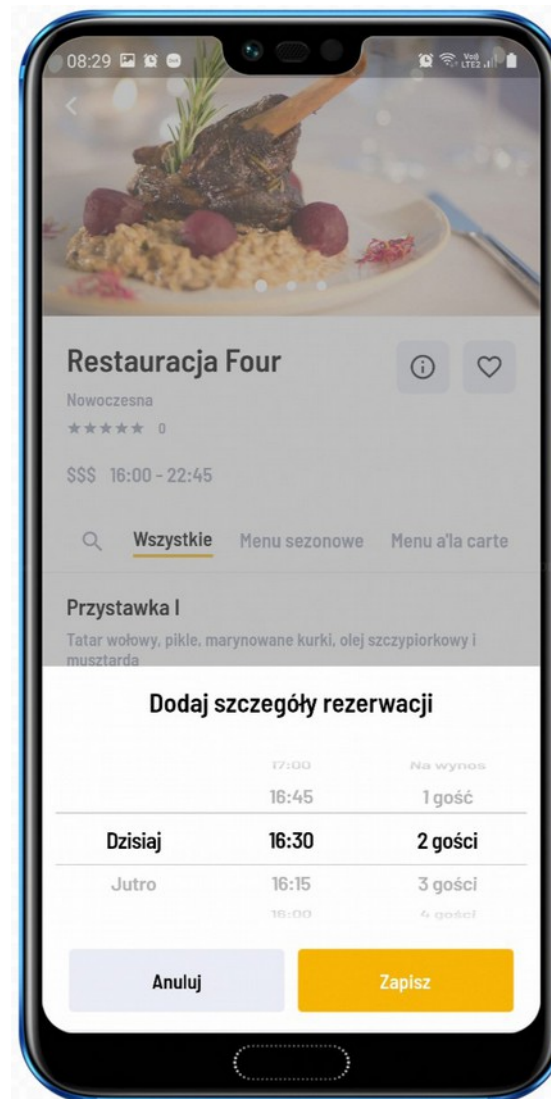 08:29
Vo))
LTE2
Restauracja Four
Nowoczesna
★★★★★ 0
$$$ 16:00 - 22:45
Wszystkie Menu sezonowe Menu a'la carte
Przystawka I
Tatar wołowy, pikle, marynowane kurki, olej szczypiorkowy i
musztarda
Dodaj szczegóły rezerwacji
17:00 Na wynos
16:45 1 gość
Dzisiaj 16:30 2 gości
Jutro 16:15 3 gości
16:00 4 gości
Anuluj Zapisz